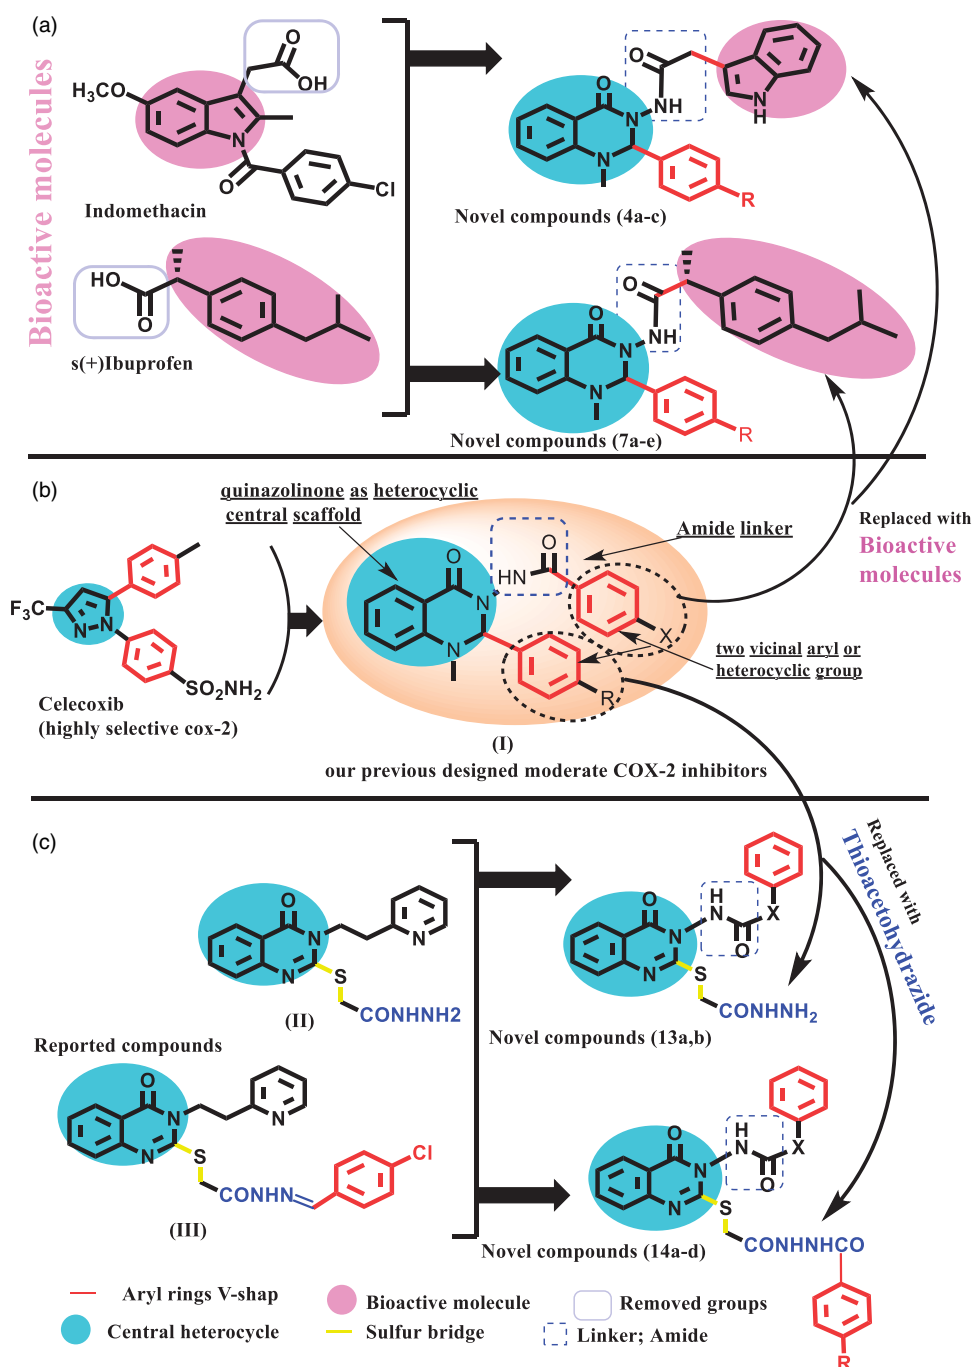 (a)
Bioactive molecules
O
OH
H3CO
N
O
Cl
Indomethacin
HO
O
s(+)Ibuprofen
O
O
NH
N
N
N
H
R
Novel compounds (4a-c)
O
O
NH
N
N
R
Novel compounds (7a-e)
(b)
quinazolinone as heterocyclic
central scaffold
Amide linker
Replaced with
Bioactive
molecules
F3C
N
N
SO2NH2
Celecoxib
(highly selective cox-2)
O
O
HN
N
N
X
R
two vicinal aryl or
heterocyclic group
(I)
our previous designed moderate COX-2 inhibitors
(c)
Replaced with
Thioacetohydrazide
O
N
N
N
S
CONHNH2
(II)
Reported compounds
O
N
N
N
S
CONHN
Cl
(III)
O
H
N
N
N
O
X
S
CONHNH2
Novel compounds (13a,b)
O
H
N
N
N
O
X
S
CONHNHCO
R
Novel compounds (14a-d)
Aryl rings V-shap
Bioactive molecule
Removed groups
Central heterocycle
Sulfur bridge
Linker; Amide